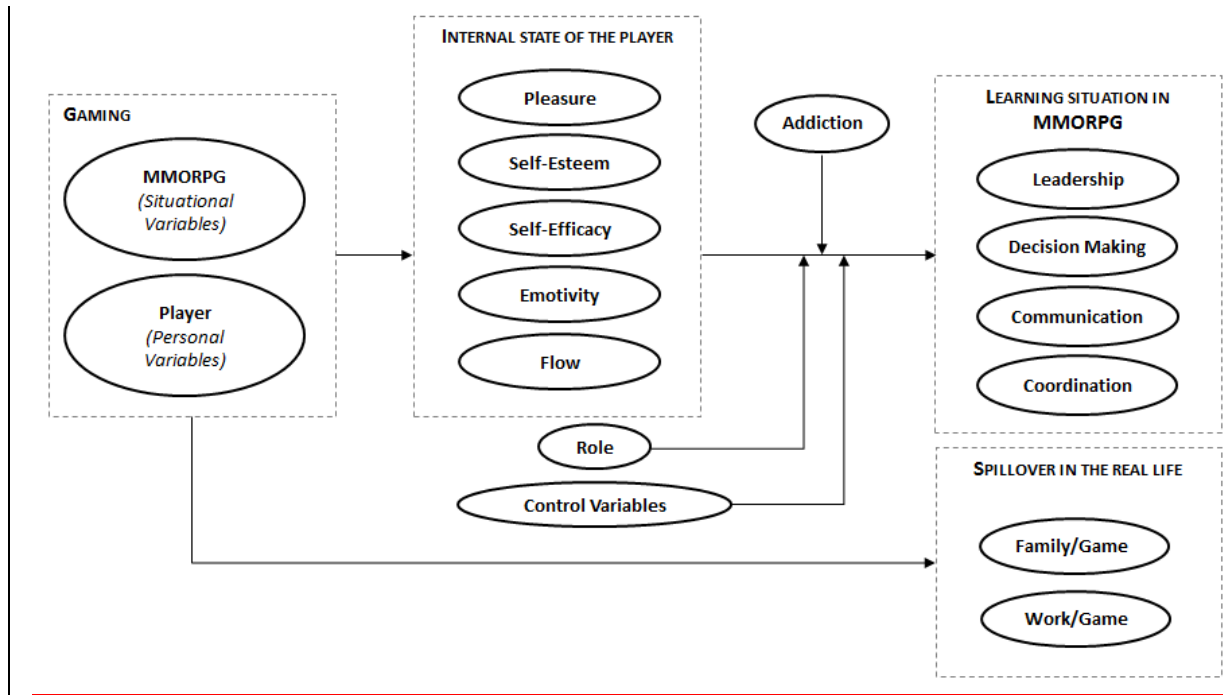 GAMING
MMORPG
(Situational
Variables)
Player
(Personal
Variables)
INTERNAL STATE OF THE PLAYER
Pleasure
Self-Esteem
Self-Efficacy
Emotivity
Flow
Addiction
Role
Control Variables
LEARNING SITUATION IN
MMORPG
Leadership
Decision Making
Communication
Coordination
SPILLOVER IN THE REAL LIFE
Family/Game
Work/Game